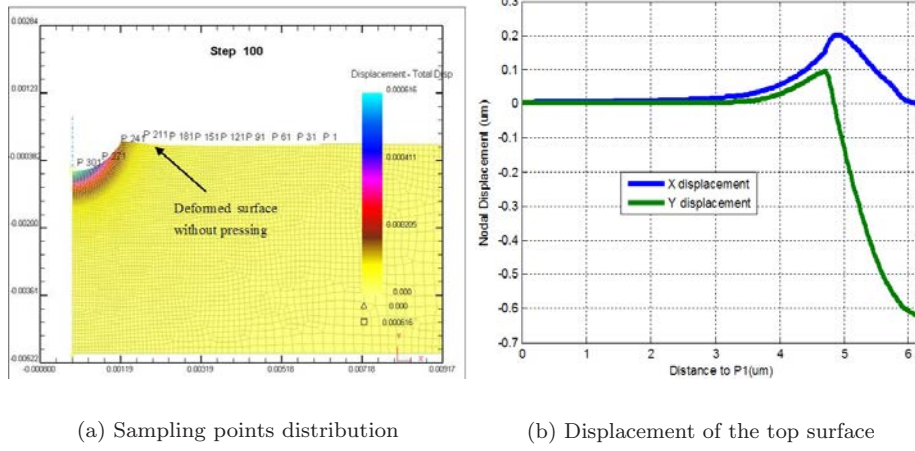 0.00284
Step 100
Displacement - Total Disp
0.00123
0.000616
P 241 P 211 P 181 P 151 P 121 P 91 P 61 P 31 P 1
-0.00038
P 301 P 271
0.000411
Deformed surface
without pressing
-0.00200
0.000205
-0.00361
0.000
0.000
0.000616
Y
X
-0.00522
-0.000800
0.00119
0.00319
0.00518
0.00718
0.00917
0.3
0.2
0.1
0
-0.1
-0.2
-0.3
-0.4
-0.5
-0.6
-0.7
Nodal Displacement (um)
X displacement
Y displacement
0 1 2 3 4 5 6
Distance to P1(um)
(a) Sampling points distribution
(b) Displacement of the top surface